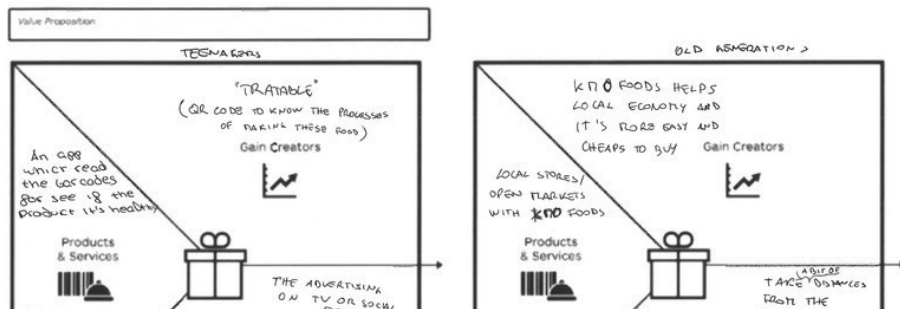 Value Proposition
TEENAGERS
"TRATABLE"
(QR CODE TO KNOW THE PROCESSES
OF MAKING THESE FOOD)
Gain Creators
An app
which read
the barcodes
for see if the
product it's healthy
Products
& Services
THE ADVERTISING
ON TV OR SOCIAL
OLD GENERATIONS
KM 0 FOODS HELPS
LOCAL ECONOMY AND
IT'S MORE EASY AND
CHEAPS TO BUY
Gain Creators
LOCAL STORES/
OPEN MARKETS
WITH KM0 FOODS
Products
& Services
A BIT OF
TAKE DISTANCES
FROM THE